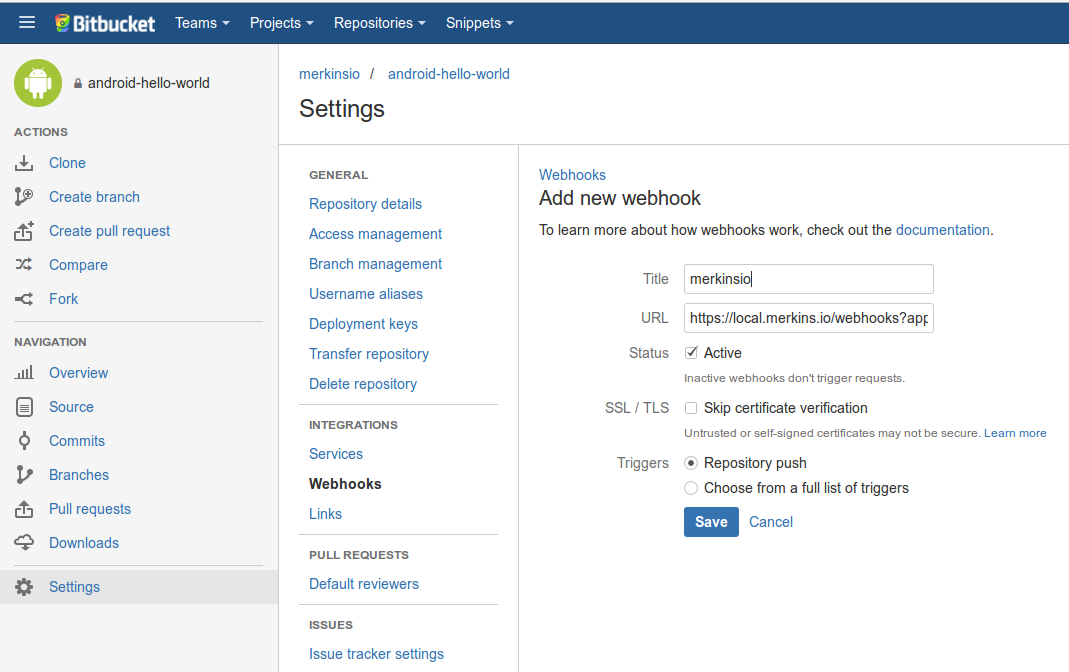 Bitbucket Teams Projects Repositories Snippets
android-hello-world
ACTIONS
Clone
Create branch
Create pull request
Compare
Fork
NAVIGATION
Overview
Source
Commits
Branches
Pull requests
Downloads
Settings
merkinsio / android-hello-world
Settings
GENERAL
Repository details
Access management
Branch management
Username aliases
Deployment keys
Transfer repository
Delete repository
INTEGRATIONS
Services
Webhooks
Links
PULL REQUESTS
Default reviewers
ISSUES
Issue tracker settings
Webhooks
Add new webhook
To learn more about how webhooks work, check out the documentation.
Title merkinsio
URL https://local.merkins.io/webhooks?app
Status Active
Inactive webhooks don't trigger requests.
SSL / TLS Skip certificate verification
Untrusted or self-signed certificates may not be secure. Learn more
Triggers Repository push
Choose from a full list of triggers
Save Cancel